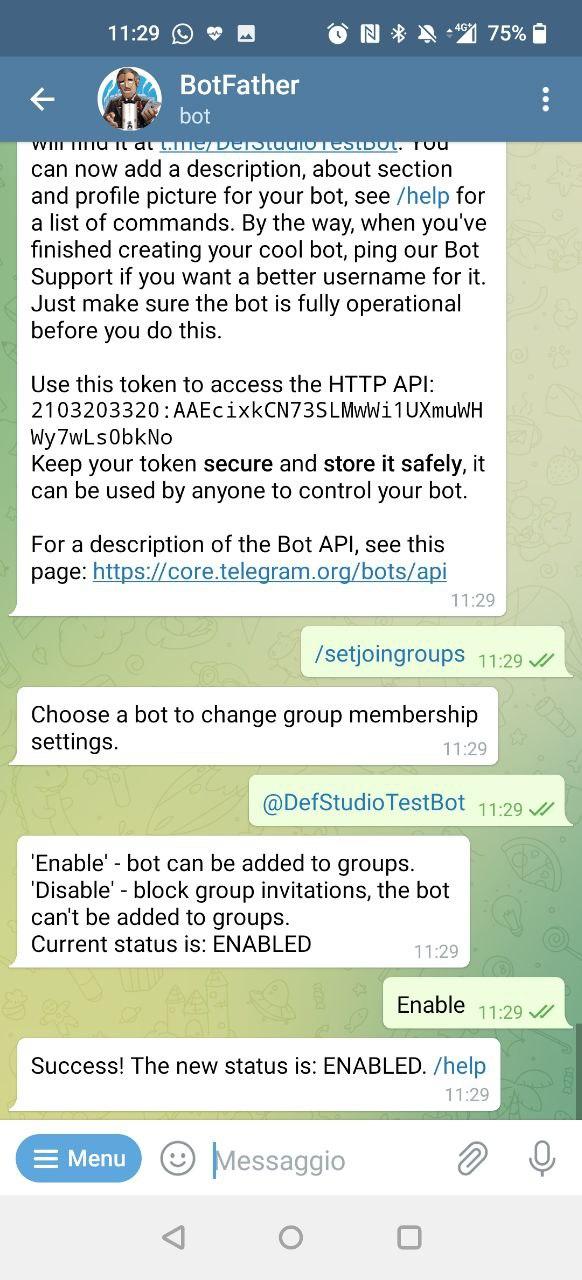 11:29
4G+
75%
BotFather
bot
will find it at t.me/DefStudioTestBot. You
can now add a description, about section
and profile picture for your bot, see /help for
a list of commands. By the way, when you've
finished creating your cool bot, ping our Bot
Support if you want a better username for it.
Just make sure the bot is fully operational
before you do this.
Use this token to access the HTTP API:
2103203320:AAEcixkCN73SLMwWi1UXmuWH
Wy7wLsObkNo
Keep your token secure and store it safely, it
can be used by anyone to control your bot.
For a description of the Bot API, see this
page: https://core.telegram.org/bots/api
11:29
/setjoingroups 11:29
Choose a bot to change group membership
settings.
11:29
@DefStudioTestBot 11:29
'Enable' - bot can be added to groups.
'Disable' - block group invitations, the bot
can't be added to groups.
Current status is: ENABLED
11:29
Enable 11:29
Success! The new status is: ENABLED. /help
11:29
Menu
Messaggio